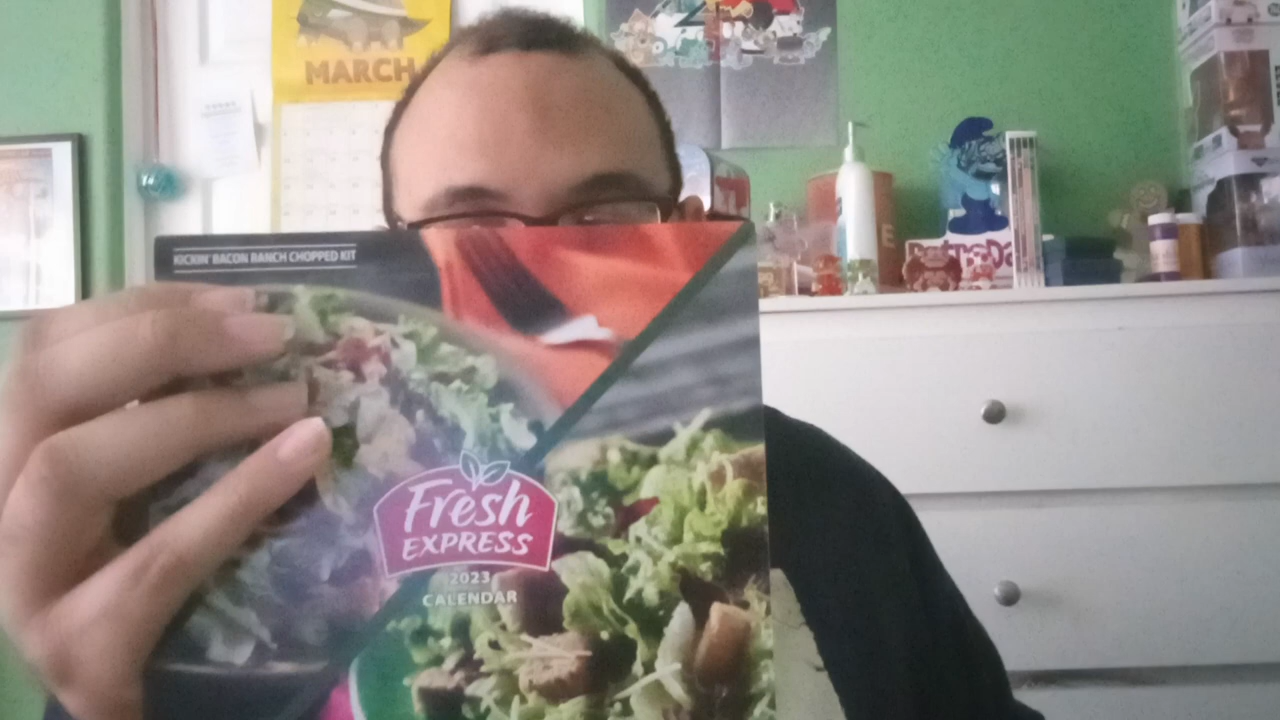 MARCH
KICKIN' BACON RANCH CHOPPED KIT
Fresh
EXPRESS
2023
CALENDAR